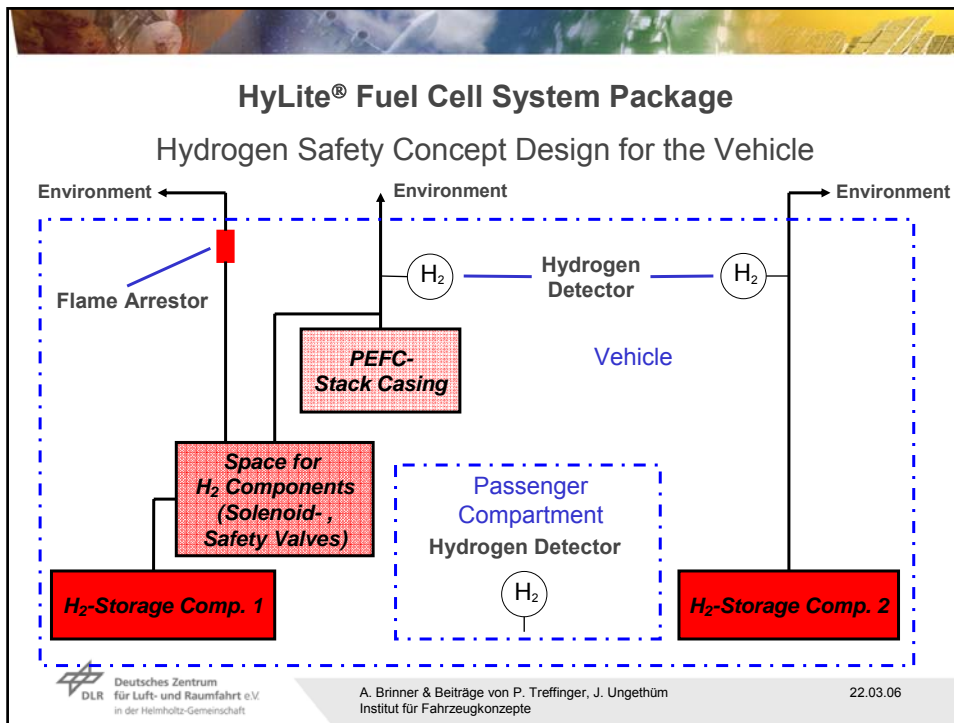 HyLite® Fuel Cell System Package
Hydrogen Safety Concept Design for the Vehicle
Environment
Environment
Environment
H₂
Hydrogen
Detector
H₂
Flame Arrestor
PEFC-
Stack Casing
Vehicle
Space for
H₂ Components
(Solenoid- ,
Safety Valves)
Passenger
Compartment
Hydrogen Detector
H₂
H₂-Storage Comp. 1
H₂-Storage Comp. 2
DLR
Deutsches Zentrum
für Luft- und Raumfahrt e.V.
in der Helmholtz-Gemeinschaft
A. Brinner & Beiträge von P. Treffinger, J. Ungethüm
Institut für Fahrzeugkonzepte
22.03.06